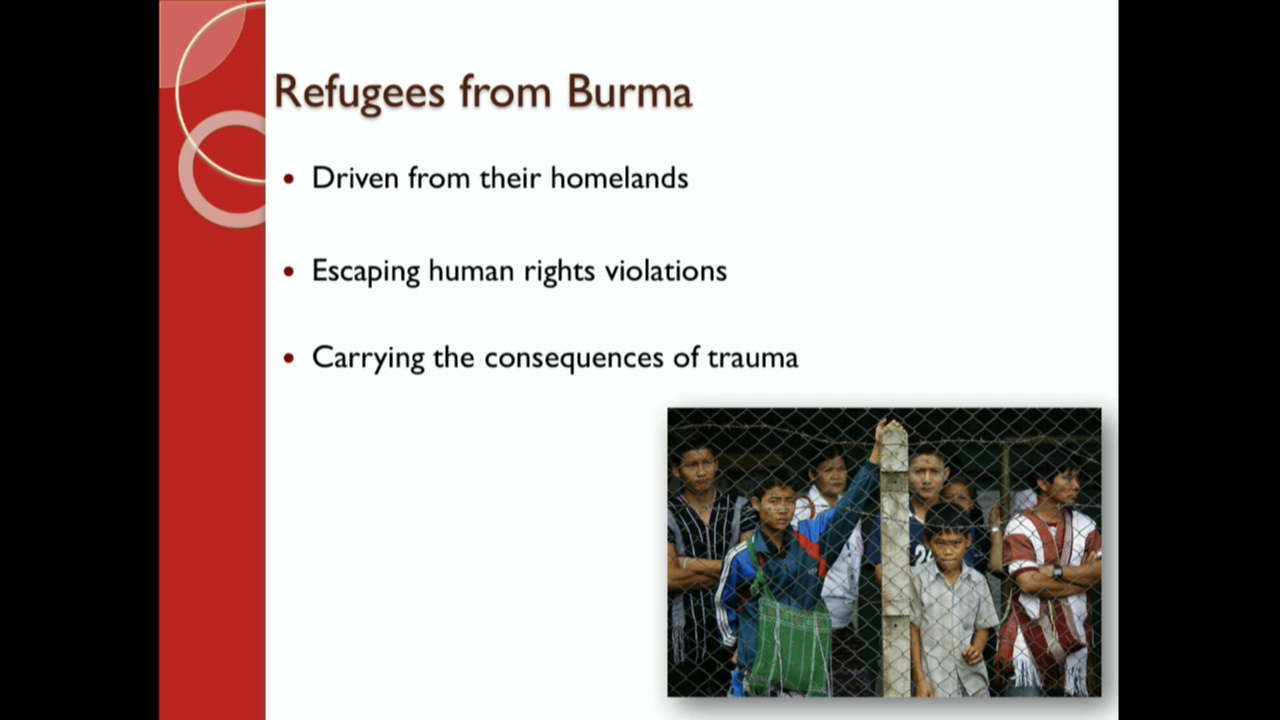 Refugees from Burma
• Driven from their homelands
• Escaping human rights violations
• Carrying the consequences of trauma